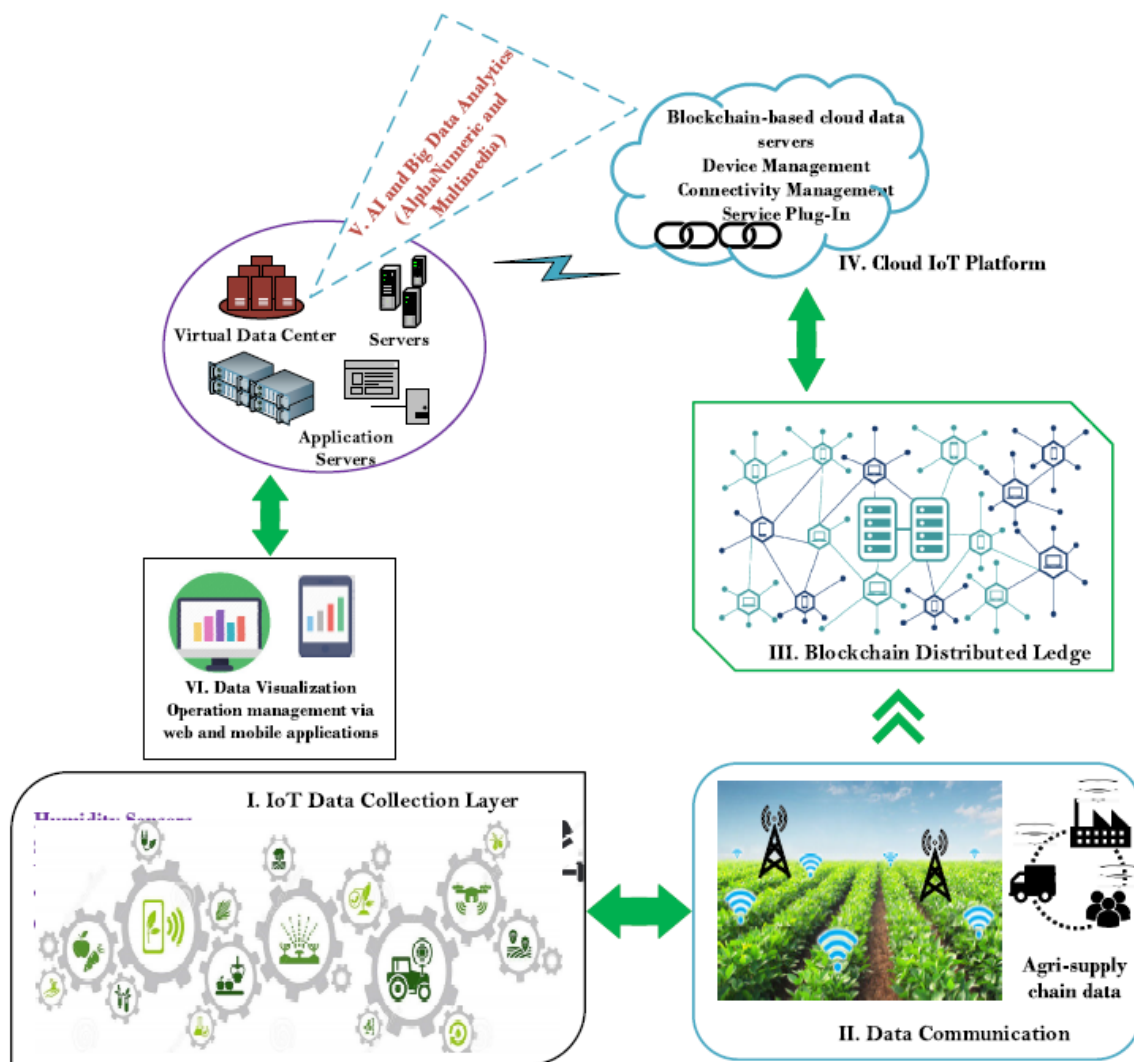 V. AI and Big Data Analytics
(AlphaNumeric and
Multimedia)
Blockchain-based cloud data
servers
Device Management
Connectivity Management
Service Plug-In
IV. Cloud IoT Platform
Virtual Data Center
Servers
Application
Servers
III. Blockchain Distributed Ledge
VI. Data Visualization
Operation management via
web and mobile applications
I. IoT Data Collection Layer
Humidity Sensors
Agri-supply
chain data
II. Data Communication